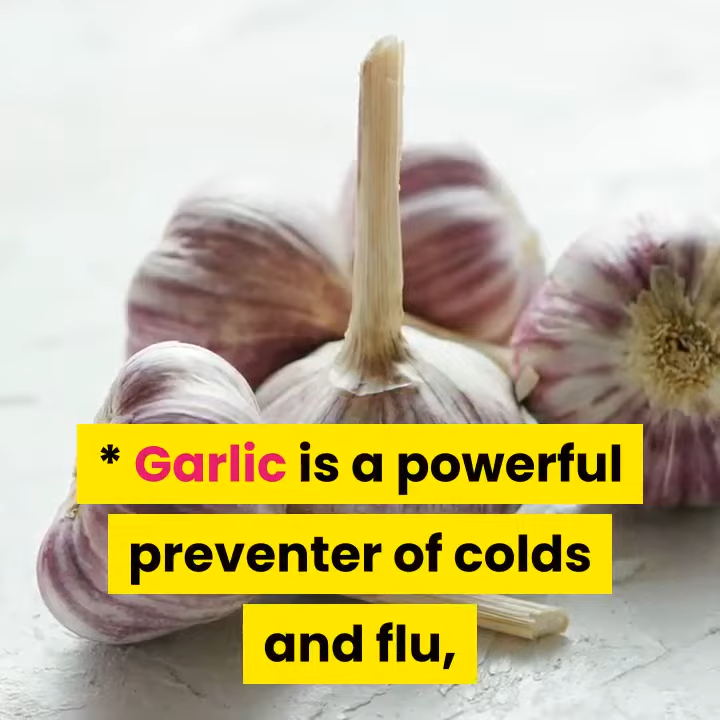 * Garlic is a powerful
preventer of colds
and flu,